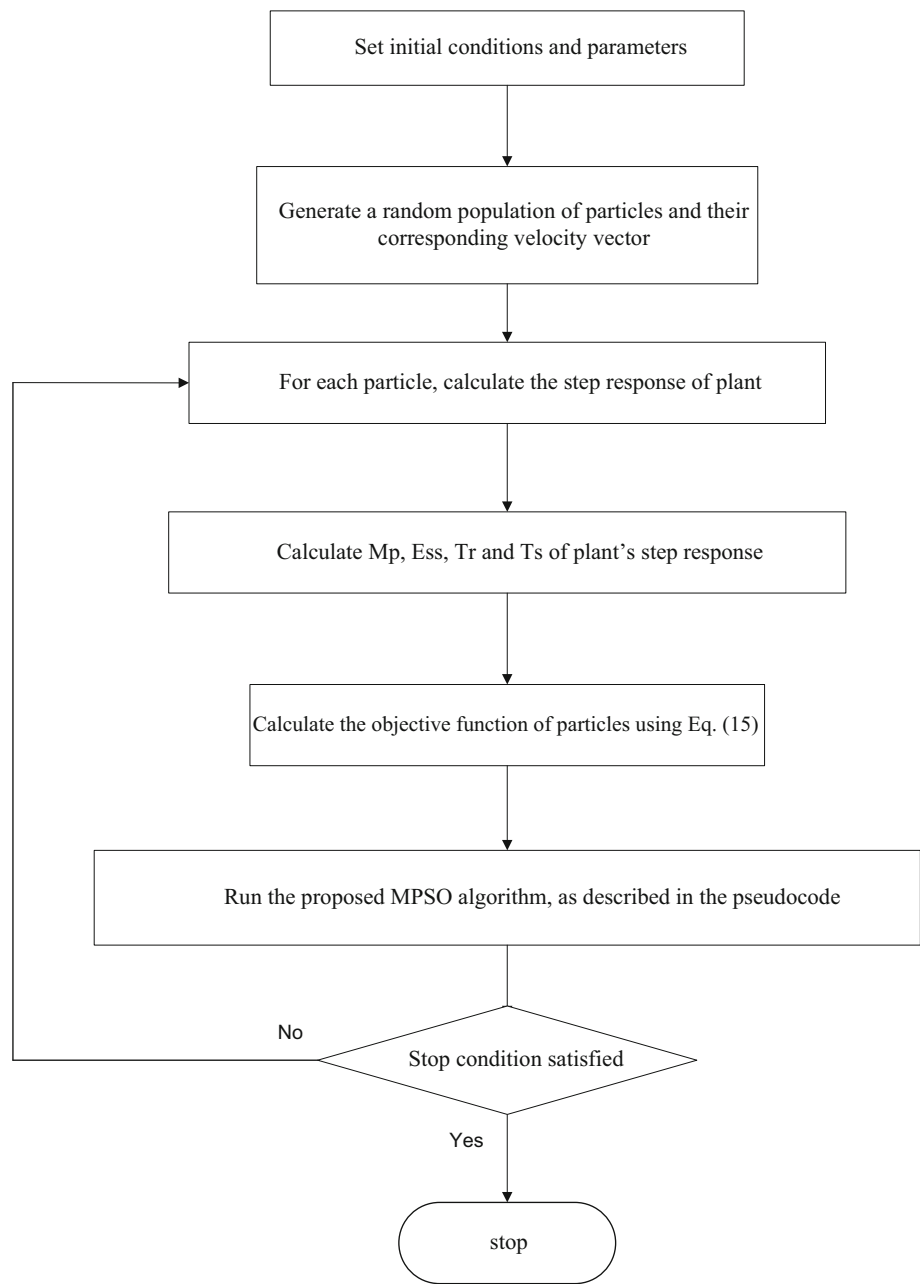 Set initial conditions and parameters
Generate a random population of particles and their
corresponding velocity vector
For each particle, calculate the step response of plant
Calculate Mp, Ess, Tr and Ts of plant’s step response
Calculate the objective function of particles using Eq. (15)
Run the proposed MPSO algorithm, as described in the pseudocode
No
Stop condition satisfied
Yes
stop